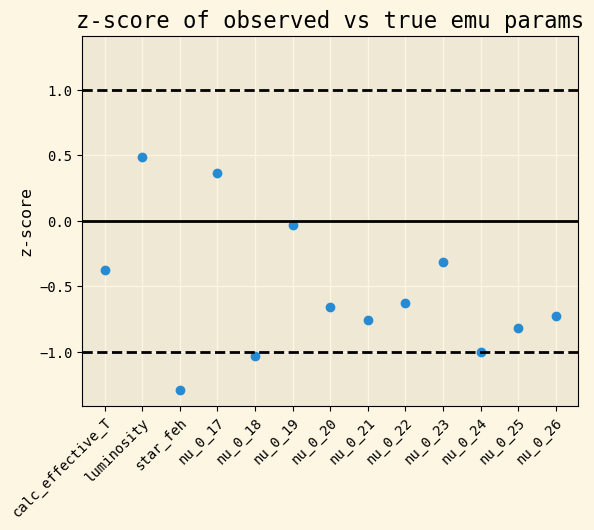 z-score of observed vs true emu params
z-score
1.0
0.5
0.0
−0.5
−1.0
calc_effective_T
luminosity
star_feh
nu_0_17
nu_0_18
nu_0_19
nu_0_20
nu_0_21
nu_0_22
nu_0_23
nu_0_24
nu_0_25
nu_0_26